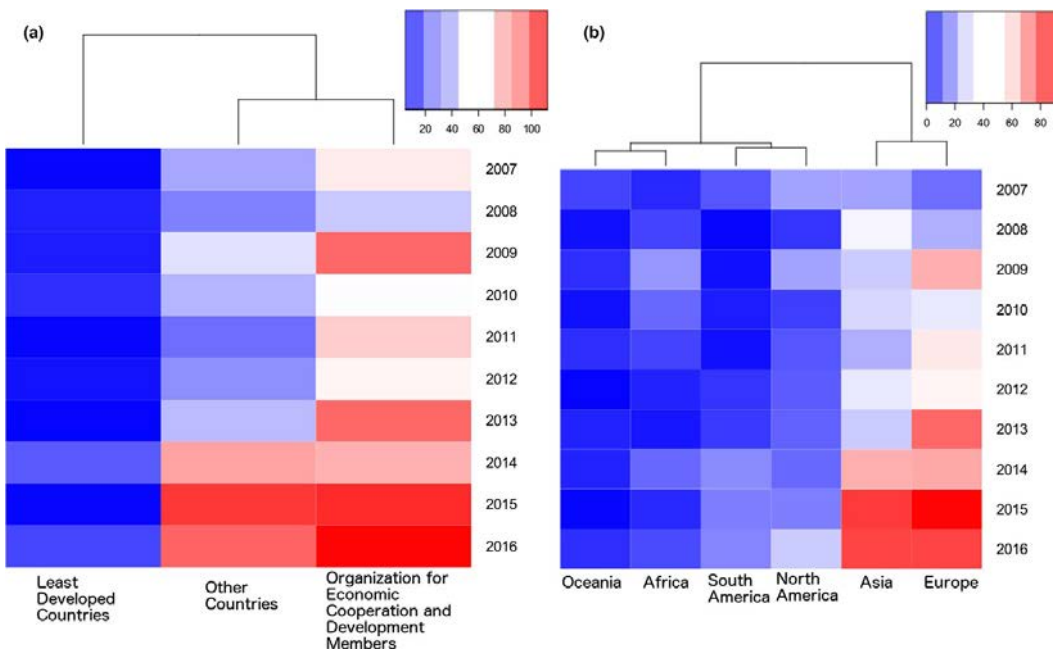 (a)
20 40 60 80 100
2007
2008
2009
2010
2011
2012
2013
2014
2015
2016
Least
Developed
Countries
Other
Countries
Organization for
Economic
Cooperation and
Development
Members
(b)
0 20 40 60 80
2007
2008
2009
2010
2011
2012
2013
2014
2015
2016
Oceania
Africa
South
America
North
America
Asia
Europe